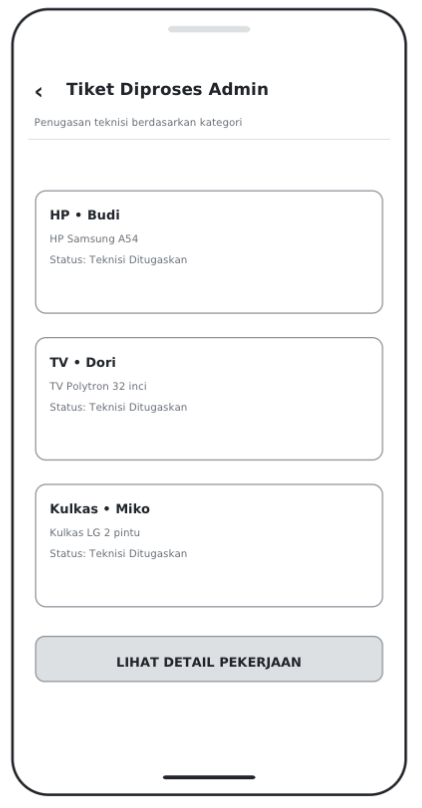 ‹ Tiket Diproses Admin
Penugasan teknisi berdasarkan kategori
HP • Budi
HP Samsung A54
Status: Teknisi Ditugaskan
TV • Dori
TV Polytron 32 inci
Status: Teknisi Ditugaskan
Kulkas • Miko
Kulkas LG 2 pintu
Status: Teknisi Ditugaskan
LIHAT DETAIL PEKERJAAN